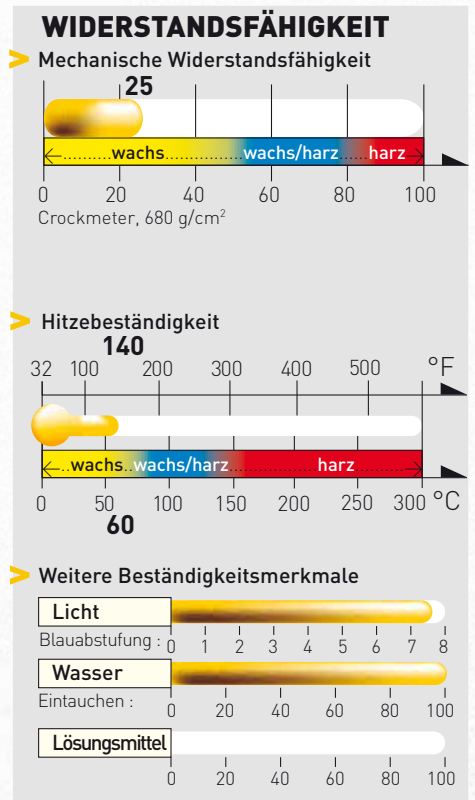 WIDERSTANDSFÄHIGKEIT
> Mechanische Widerstandsfähigkeit
25
wachs wachs/harz harz
0 20 40 60 80 100
Crockmeter, 680 g/cm²
> Hitzebeständigkeit
140
32 100 200 300 400 500 °F
wachs wachs/harz harz
0 50 100 150 200 250 300 °C
60
> Weitere Beständigkeitsmerkmale
Licht
Blauabstufung : 0 1 2 3 4 5 6 7 8
Wasser
Eintauchen : 0 20 40 60 80 100
Lösungsmittel
0 20 40 60 80 100